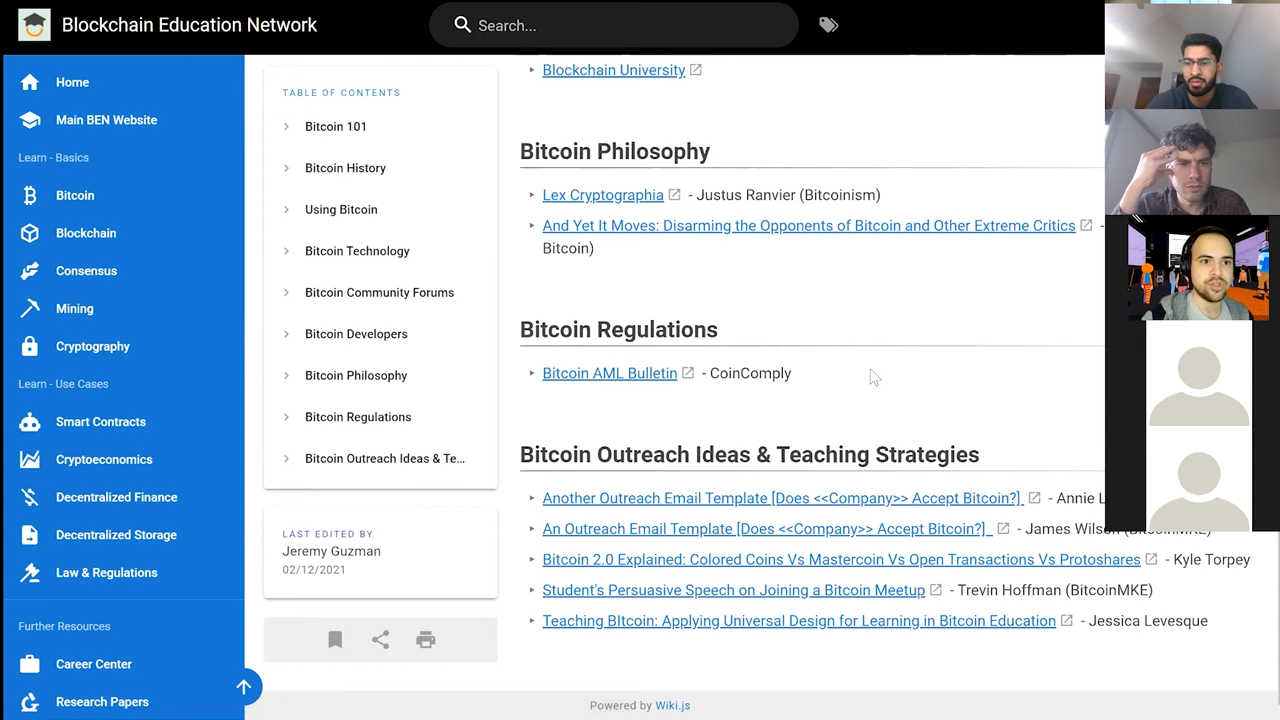 Blockchain Education Network
Search...
Home
Main BEN Website
Learn - Basics
Bitcoin
Blockchain
Consensus
Mining
Cryptography
Learn - Use Cases
Smart Contracts
Cryptoeconomics
Decentralized Finance
Decentralized Storage
Law & Regulations
Further Resources
Career Center
Research Papers
TABLE OF CONTENTS
Bitcoin 101
Bitcoin History
Using Bitcoin
Bitcoin Technology
Bitcoin Community Forums
Bitcoin Developers
Bitcoin Philosophy
Bitcoin Regulations
Bitcoin Outreach Ideas & Te...
LAST EDITED BY
Jeremy Guzman
02/12/2021
Blockchain University
Bitcoin Philosophy
Lex Cryptographia - Justus Ranvier (Bitcoinism)
And Yet It Moves: Disarming the Opponents of Bitcoin and Other Extreme Critics -
Bitcoin)
Bitcoin Regulations
Bitcoin AML Bulletin - CoinComply
Bitcoin Outreach Ideas & Teaching Strategies
Another Outreach Email Template [Does <<Company>> Accept Bitcoin?] - Annie
An Outreach Email Template [Does <<Company>> Accept Bitcoin?] - James Wilson (BitcoinMKE)
Bitcoin 2.0 Explained: Colored Coins Vs Mastercoin Vs Open Transactions Vs Protoshares - Kyle Torpey
Student's Persuasive Speech on Joining a Bitcoin Meetup - Trevin Hoffman (BitcoinMKE)
Teaching BItcoin: Applying Universal Design for Learning in Bitcoin Education - Jessica Levesque
Powered by Wiki.js